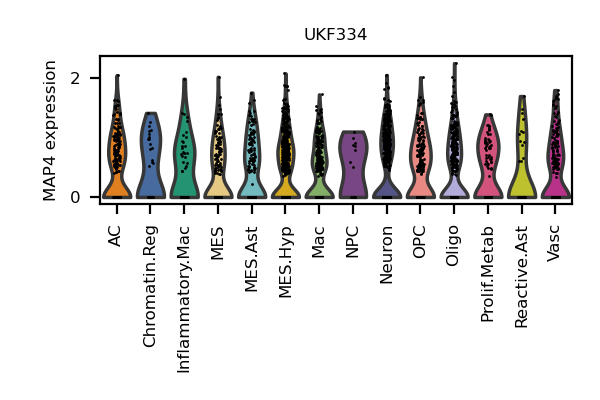 UKF334
MAP4 expression
2
0
AC
Chromatin.Reg
Inflammatory.Mac
MES
MES.Ast
MES.Hyp
Mac
NPC
Neuron
OPC
Oligo
Prolif.Metab
Reactive.Ast
Vasc